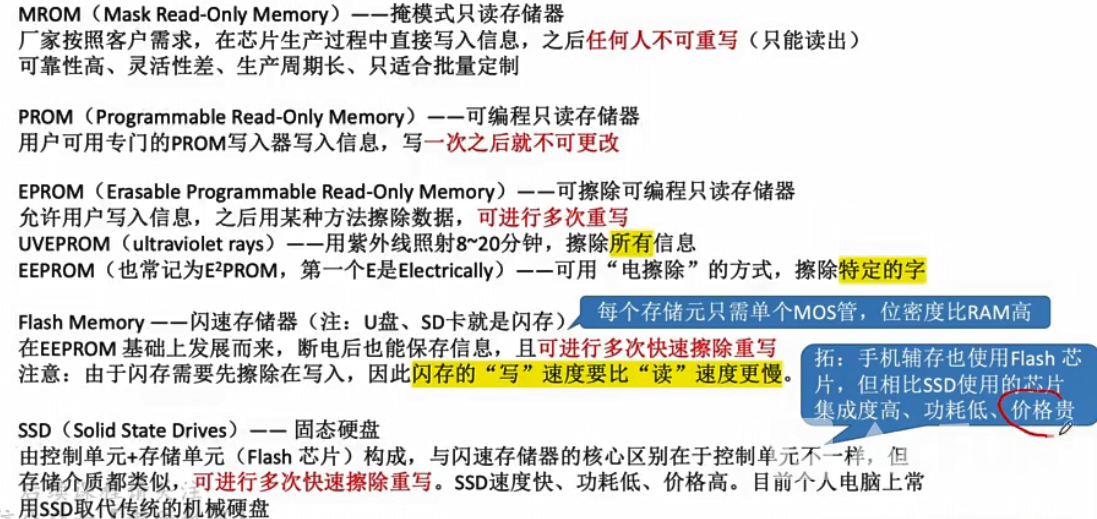 MROM（Mask Read-Only Memory）——掩模式只读存储器
厂家按照客户需求，在芯片生产过程中直接写入信息，之后任何人不可重写（只能读出）
可靠性高、灵活性差、生产周期长、只适合批量定制
PROM（Programmable Read-Only Memory）——可编程只读存储器
用户可用专门的PROM写入器写入信息，写一次之后就不可更改
EPROM（Erasable Programmable Read-Only Memory）——可擦除可编程只读存储器
允许用户写入信息，之后用某种方法擦除数据，可进行多次重写
UVEPROM（ultraviolet rays）——用紫外线照射8~20分钟，擦除所有信息
EEPROM（也常记为E²PROM，第一个E是Electrically）——可用“电擦除”的方式，擦除特定的字
Flash Memory ——闪速存储器（注：U盘、SD卡就是闪存）
每个存储元只需单个MOS管，位密度比RAM高
在EEPROM 基础上发展而来，断电后也能保存信息，且可进行多次快速擦除重写
注意：由于闪存需要先擦除在写入，因此闪存的“写”速度要比“读”速度更慢。
拓：手机辅存也使用Flash 芯
片，但相比SSD使用的芯片
集成度高、功耗低、价格贵
SSD（Solid State Drives）—— 固态硬盘
由控制单元+存储单元（Flash 芯片）构成，与闪速存储器的核心区别在于控制单元不一样，但
存储介质都类似，可进行多次快速擦除重写。SSD速度快、功耗低、价格高。目前个人电脑上常
用SSD取代传统的机械硬盘